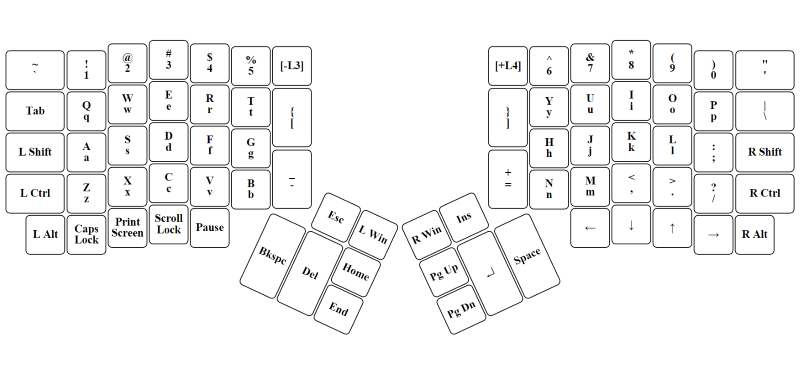 ~ ! @ # $ % [-L3] [+L4] ^ & * ( ) "
` 1 2 3 4 5 6 7 8 9 0 '
Tab Q W E R T { } Y U I O P |
q w e r t [ ] y u i o p \
L Shift A S D F G H J K L : R Shift
a s d f g h j k l ;
L Ctrl Z X C V B _ + N M < > ? R Ctrl
z x c v b - = n m , . /
L Alt Caps Print Scroll Pause ← ↓ ↑ → R Alt
Lock Screen Lock
Esc L Win R Win Ins
Bkspc Del Home Pg Up ↵ Space
End Pg Dn